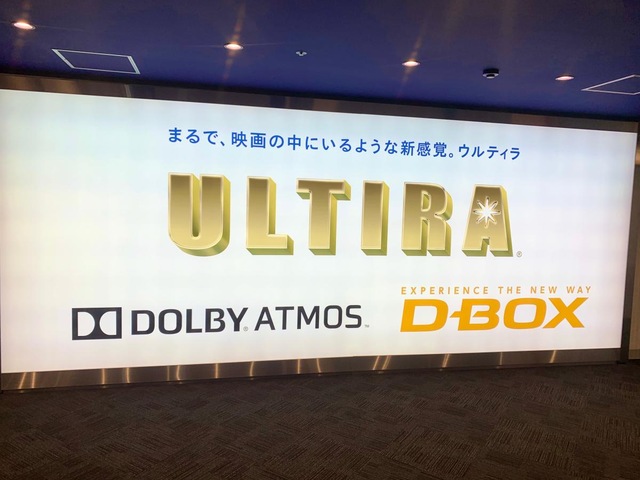 まるで、映画の中にいるような新感覚。ウルティラ
ULTIRA®
DOLBY® ATMOS™
EXPERIENCE THE NEW WAY
D-BOX